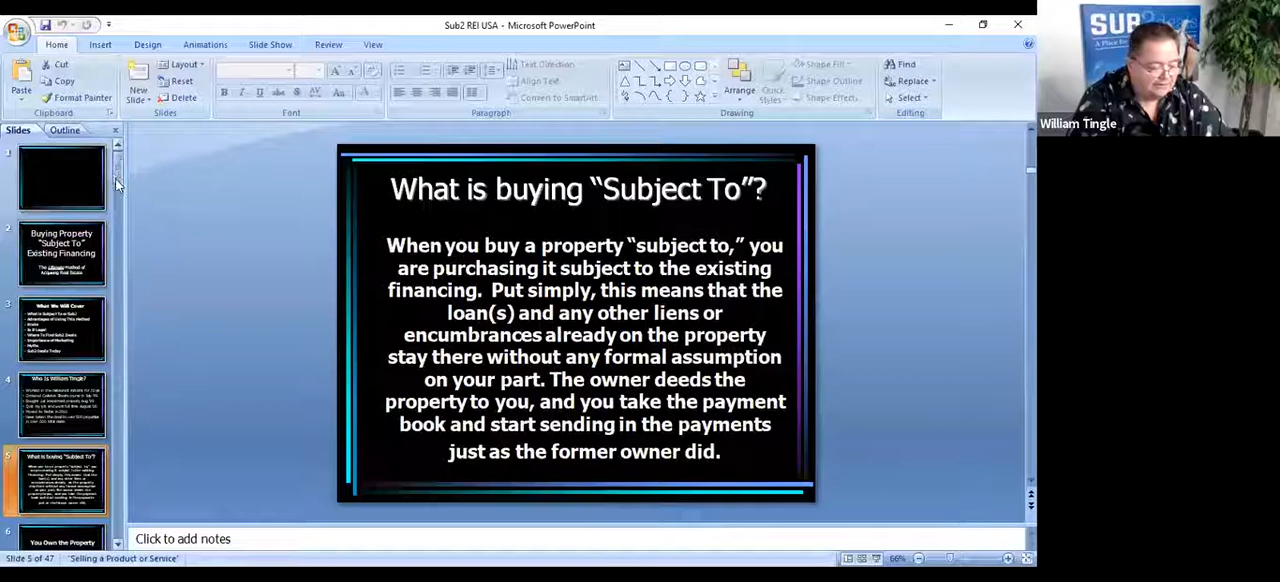 Sub2 REI USA - Microsoft PowerPoint
Home Insert Design Animations Slide Show Review View
Paste
Cut
Copy
Format Painter
Clipboard
New
Slide
Layout
Reset
Delete
Slides
Font
Text Direction
Align Text
Convert to SmartArt
Paragraph
Arrange
Quick
Styles
Shape Fill
Shape Outline
Shape Effects
Drawing
Find
Replace
Select
Editing
SUB2
William Tingle
Slides Outline
1
2
Buying Property
"Subject To"
Existing Financing
The Ultimate Method of
Acquiring Real Estate
3
What We Will Cover
4
Who Is William Tingle?
5
What is buying "Subject To"?
6
You Own the Property
What is buying “Subject To”?
When you buy a property “subject to,” you
are purchasing it subject to the existing
financing. Put simply, this means that the
loan(s) and any other liens or
encumbrances already on the property
stay there without any formal assumption
on your part. The owner deeds the
property to you, and you take the payment
book and start sending in the payments
just as the former owner did.
Click to add notes
Slide 5 of 47
"Selling a Product or Service"
66%